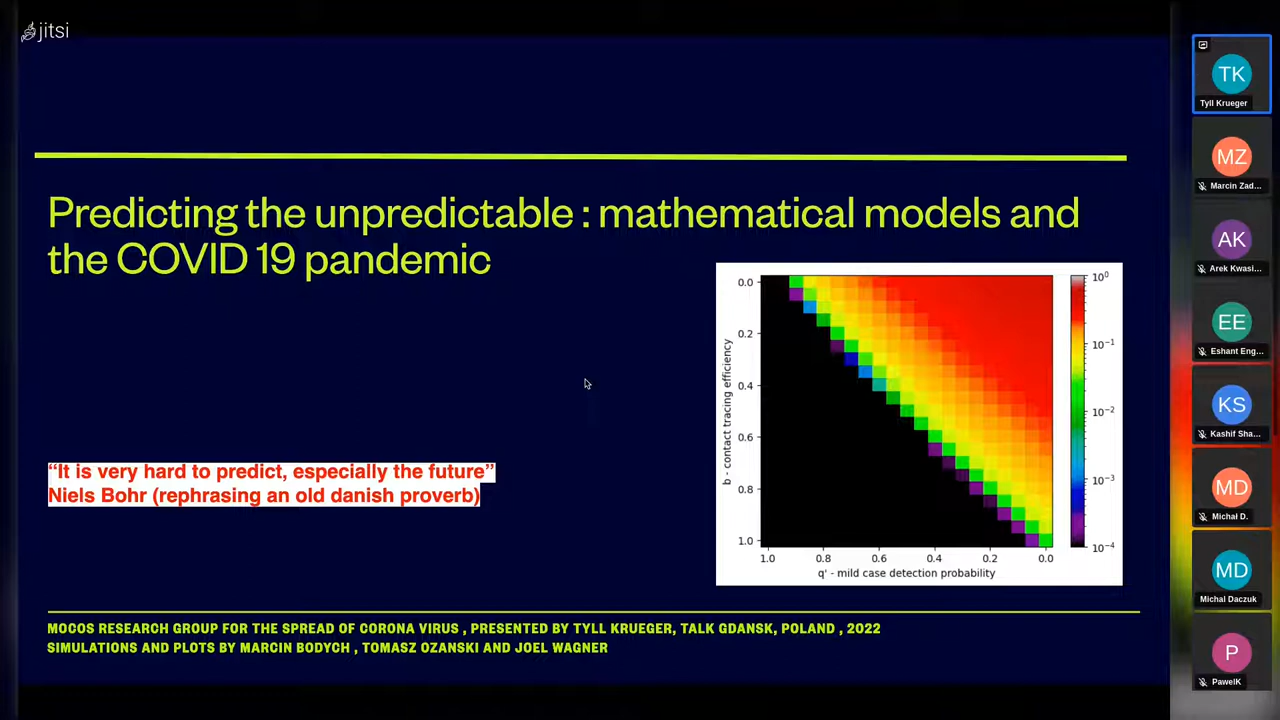 jitsi
Predicting the unpredictable : mathematical models and
the COVID 19 pandemic
“It is very hard to predict, especially the future”
Niels Bohr (rephrasing an old danish proverb)
b - contact tracing efficiency
0.0
0.2
0.4
0.6
0.8
1.0
1.0 0.8 0.6 0.4 0.2 0.0
q' - mild case detection probability
10⁰
10⁻¹
10⁻²
10⁻³
10⁻⁴
MOCOS RESEARCH GROUP FOR THE SPREAD OF CORONA VIRUS , PRESENTED BY TYLL KRUEGER, TALK GDANSK, POLAND , 2022
SIMULATIONS AND PLOTS BY MARCIN BODYCH , TOMASZ OZANSKI AND JOEL WAGNER
TK
Tyll Krueger
MZ
Marcin Zad...
AK
Arek Kwasi...
EE
Eshant Eng...
KS
Kashif Sha...
MD
Michał D.
MD
Michal Daczuk
P
PawelK